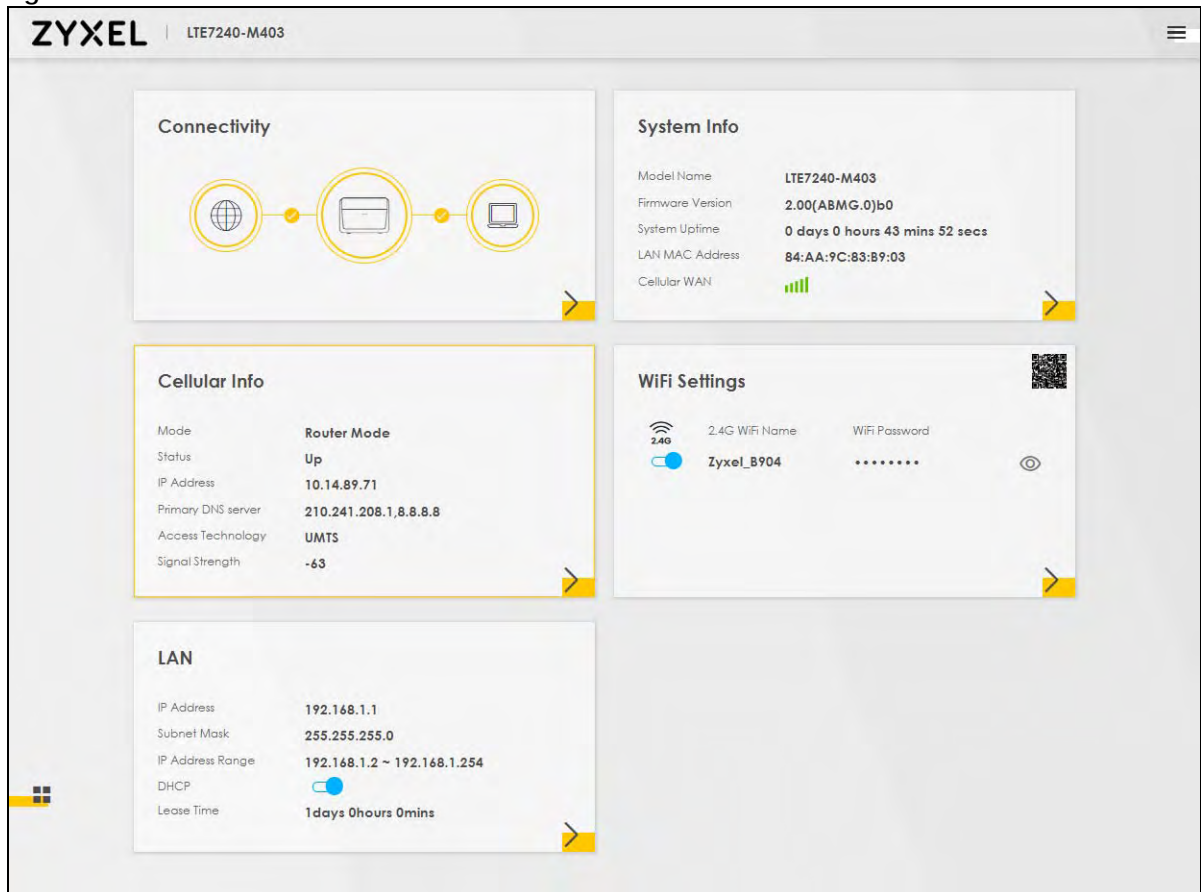 ZYXEL LTE7240-M403
Connectivity
System Info
Model Name LTE7240-M403
Firmware Version 2.00(ABMG.0)b0
System Uptime 0 days 0 hours 43 mins 52 secs
LAN MAC Address 84:AA:9C:83:B9:03
Cellular WAN
Cellular Info
Mode Router Mode
Status Up
IP Address 10.14.89.71
Primary DNS server 210.241.208.1,8.8.8.8
Access Technology UMTS
Signal Strength -63
WiFi Settings
2.4G 2.4G WiFi Name WiFi Password
Zyxel_B904 ••••••••
LAN
IP Address 192.168.1.1
Subnet Mask 255.255.255.0
IP Address Range 192.168.1.2 ~ 192.168.1.254
DHCP
Lease Time 1days 0hours 0mins